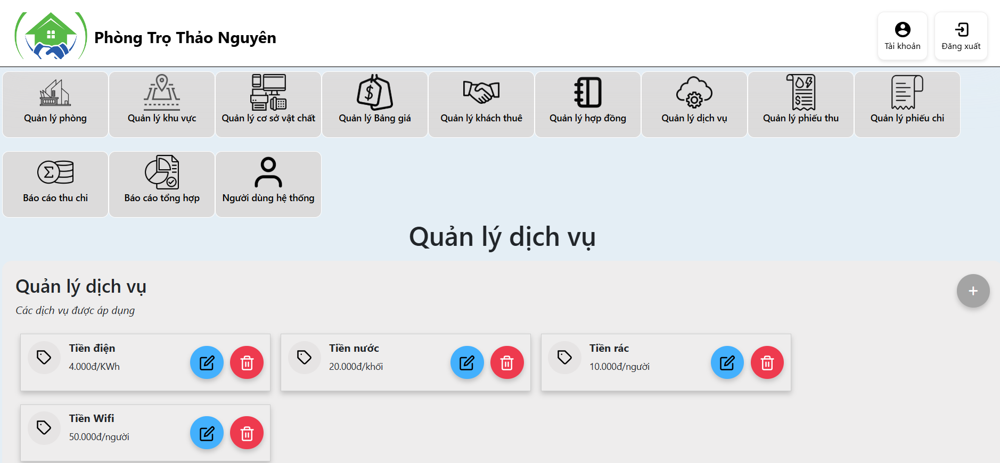 Phòng Trọ Thảo Nguyên
Tài khoản
Đăng xuất
Quản lý phòng
Quản lý khu vực
Quản lý cơ sở vật chất
Quản lý Bảng giá
Quản lý khách thuê
Quản lý hợp đồng
Quản lý dịch vụ
Quản lý phiếu thu
Quản lý phiếu chi
Báo cáo thu chi
Báo cáo tổng hợp
Người dùng hệ thống
Quản lý dịch vụ
Quản lý dịch vụ
Các dịch vụ được áp dụng
Tiền điện
4.000đ/KWh
Tiền nước
20.000đ/khối
Tiền rác
10.000đ/người
Tiền Wifi
50.000đ/người